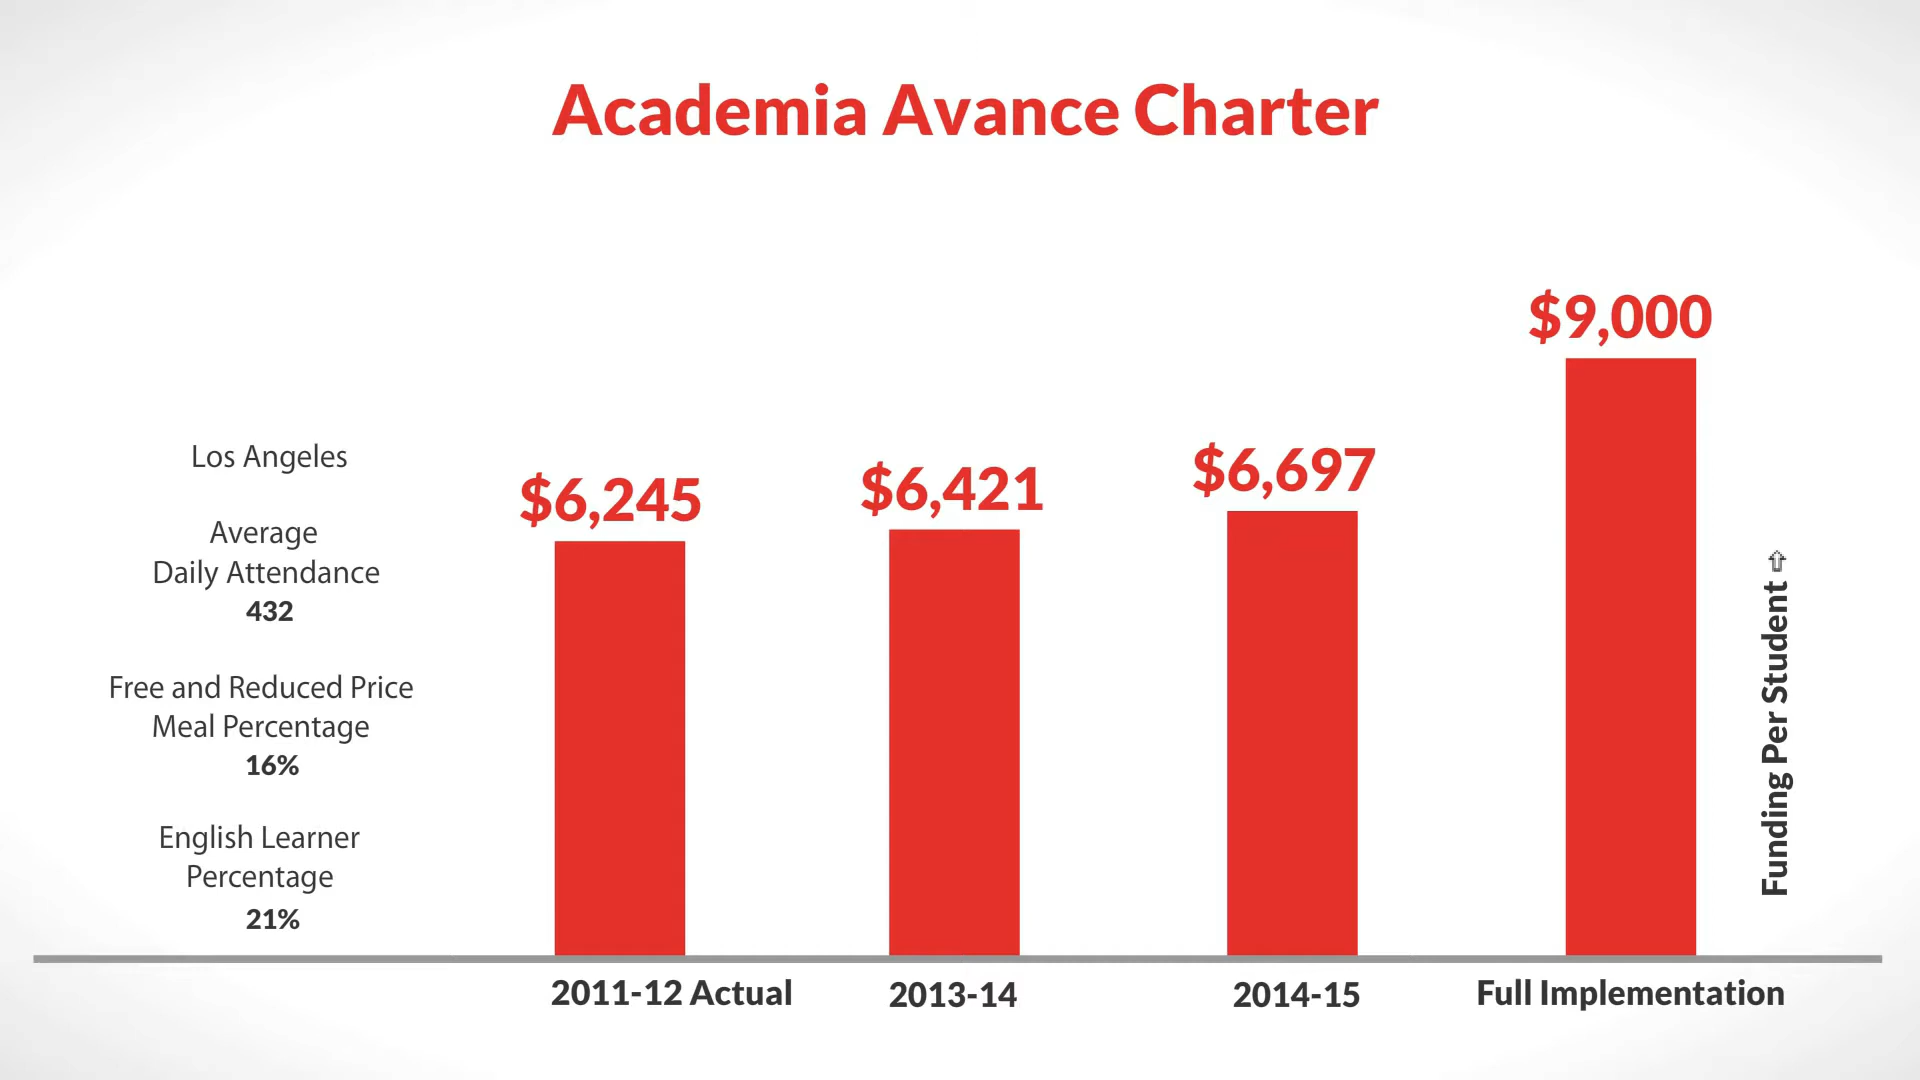 Academia Avance Charter
Los Angeles
Average
Daily Attendance
432
Free and Reduced Price
Meal Percentage
16%
English Learner
Percentage
21%
$6,245
$6,421
$6,697
$9,000
2011-12 Actual
2013-14
2014-15
Full Implementation
Funding Per Student ⇧